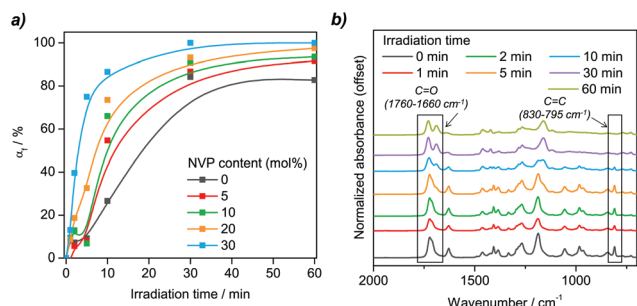 a)
100
80
60
40
20
0
α_t / %
NVP content (mol%)
0
5
10
20
30
0 10 20 30 40 50 60
Irradiation time / min
b)
Irradiation time
0 min 2 min 10 min
1 min 5 min 30 min
60 min
C=O
(1760-1660 cm⁻¹)
C=C
(830-795 cm⁻¹)
Normalized absorbance (offset)
2000 1500 1000
Wavenumber / cm⁻¹